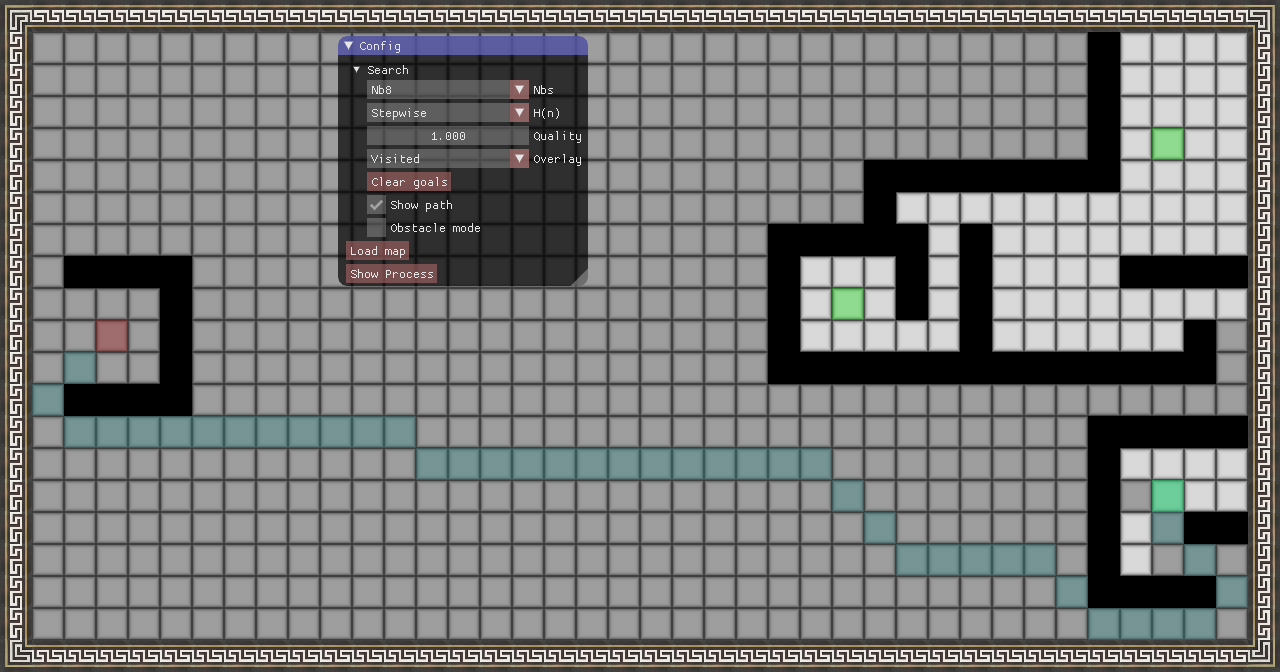 Config
Search
Nb8 Nbs
Stepwise H(n)
1.000 Quality
Visited Overlay
Clear goals
Show path
Obstacle mode
Load map
Show Process